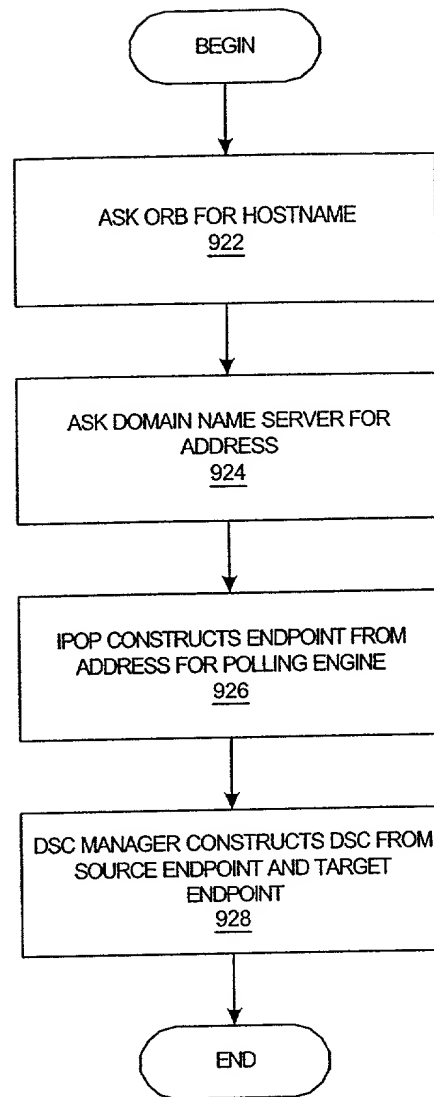 BEGIN
ASK ORB FOR HOSTNAME
922
ASK DOMAIN NAME SERVER FOR
ADDRESS
924
IPOP CONSTRUCTS ENDPOINT FROM
ADDRESS FOR POLLING ENGINE
926
DSC MANAGER CONSTRUCTS DSC FROM
SOURCE ENDPOINT AND TARGET
ENDPOINT
928
END